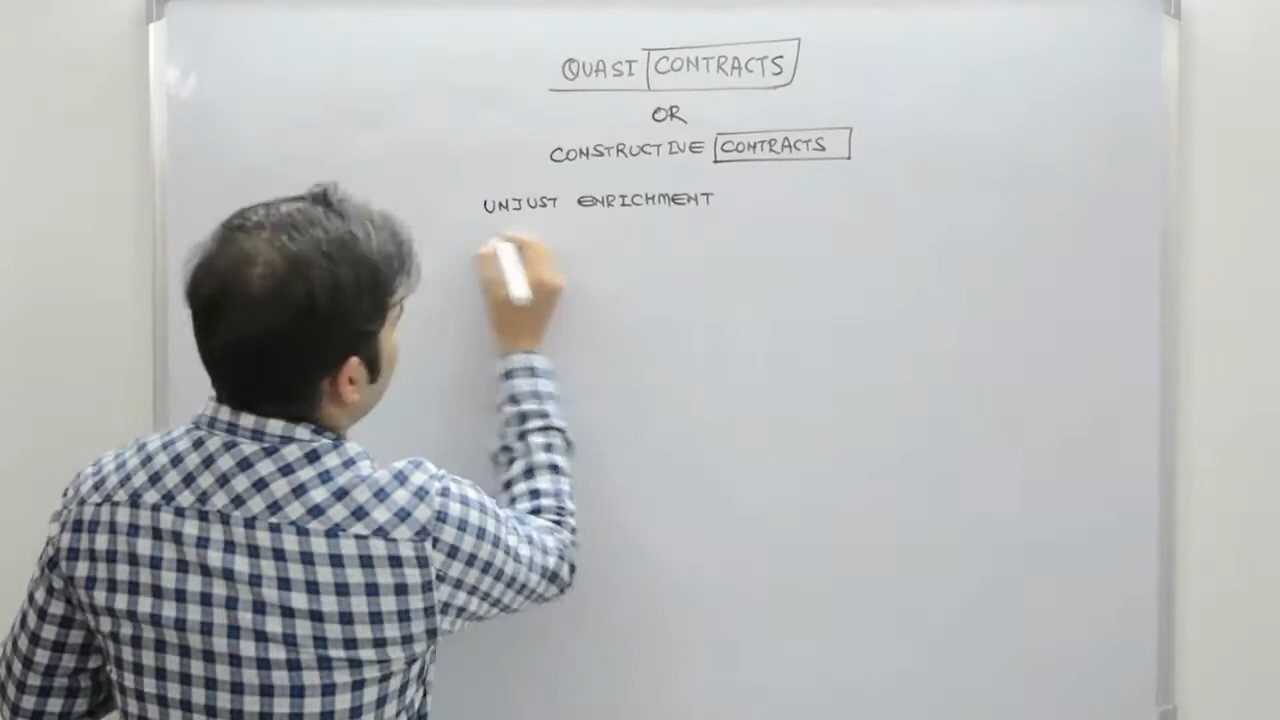 QUASI CONTRACTS
OR
CONSTRUCTIVE CONTRACTS
UNJUST ENRICHMENT